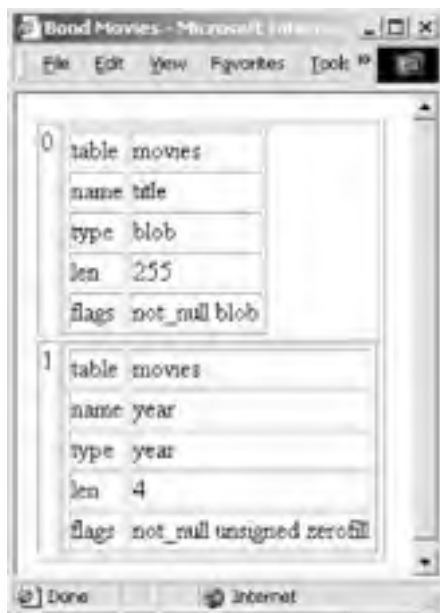 Bond Movies - Microsoft Internet
File Edit View Favorites Tools »
0
table movies
name title
type blob
len 255
flags not_null blob
1
table movies
name year
type year
len 4
flags not_null unsigned zerofill
Done Internet